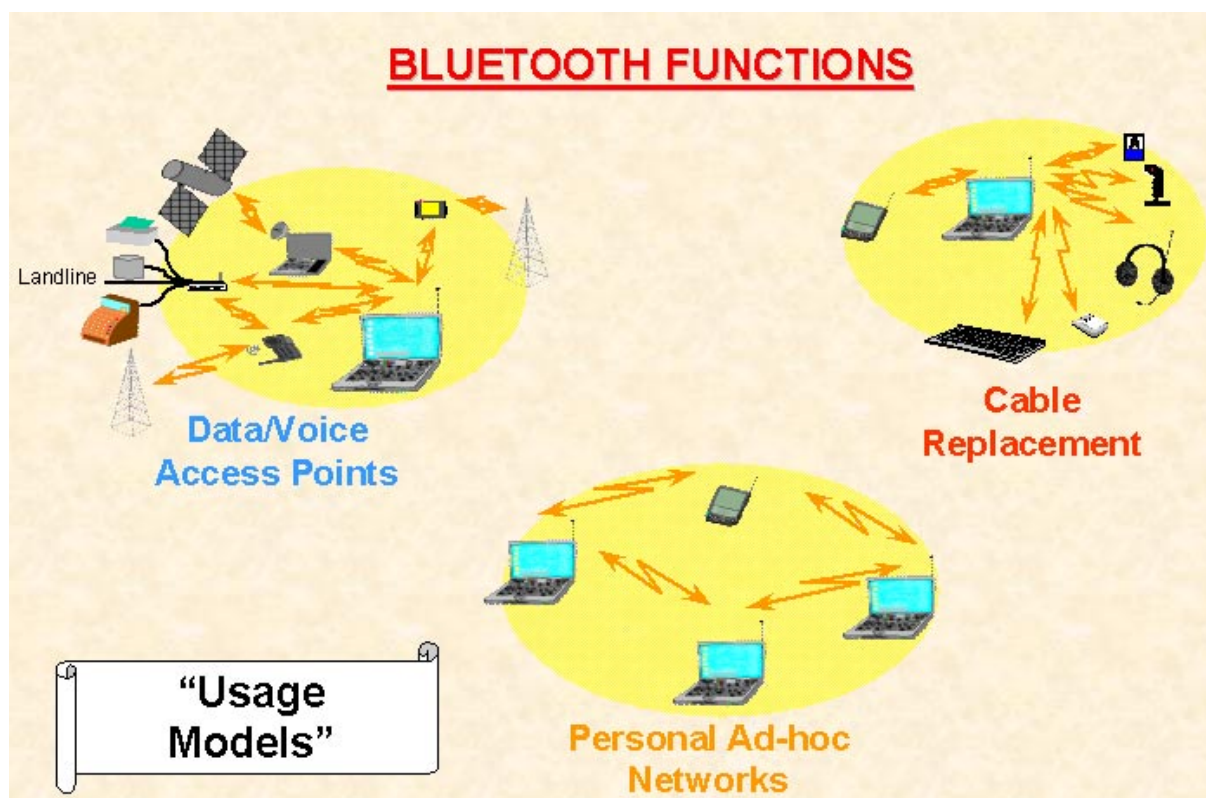 BLUETOOTH FUNCTIONS
Landline
Data/Voice
Access Points
Cable
Replacement
Personal Ad-hoc
Networks
“Usage
Models”